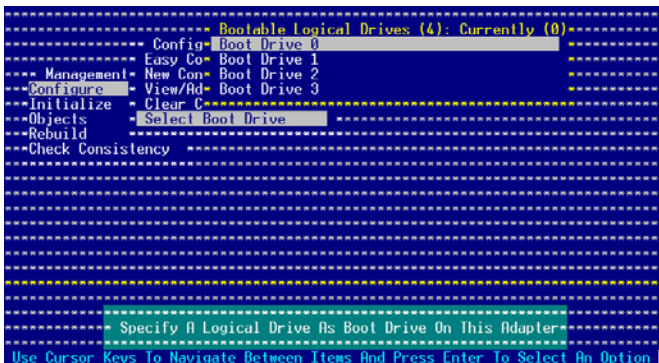 Bootable Logical Drives (4): Currently (0)
Config
Boot Drive 0
Easy Co
Boot Drive 1
Management
New Con
Boot Drive 2
Configure
View/Ad
Boot Drive 3
Initialize
Clear C
Objects
Select Boot Drive
Rebuild
Check Consistency
Specify A Logical Drive As Boot Drive On This Adapter
Use Cursor Keys To Navigate Between Items And Press Enter To Select An Option